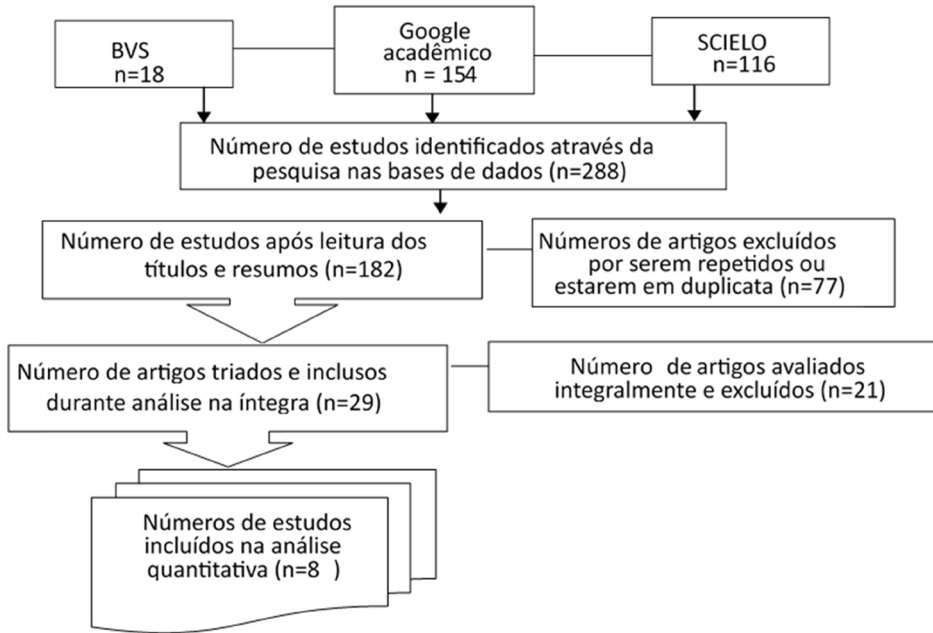 BVS
n=18
Google
acadêmico
n = 154
SCIELO
n=116
Número de estudos identificados através da
pesquisa nas bases de dados (n=288)
Número de estudos após leitura dos
títulos e resumos (n=182)
Números de artigos excluídos
por serem repetidos ou
estarem em duplicata (n=77)
Número de artigos triados e inclusos
durante análise na íntegra (n=29)
Número de artigos avaliados
integralmente e excluídos (n=21)
Números de estudos
incluídos na análise
quantitativa (n=8 )